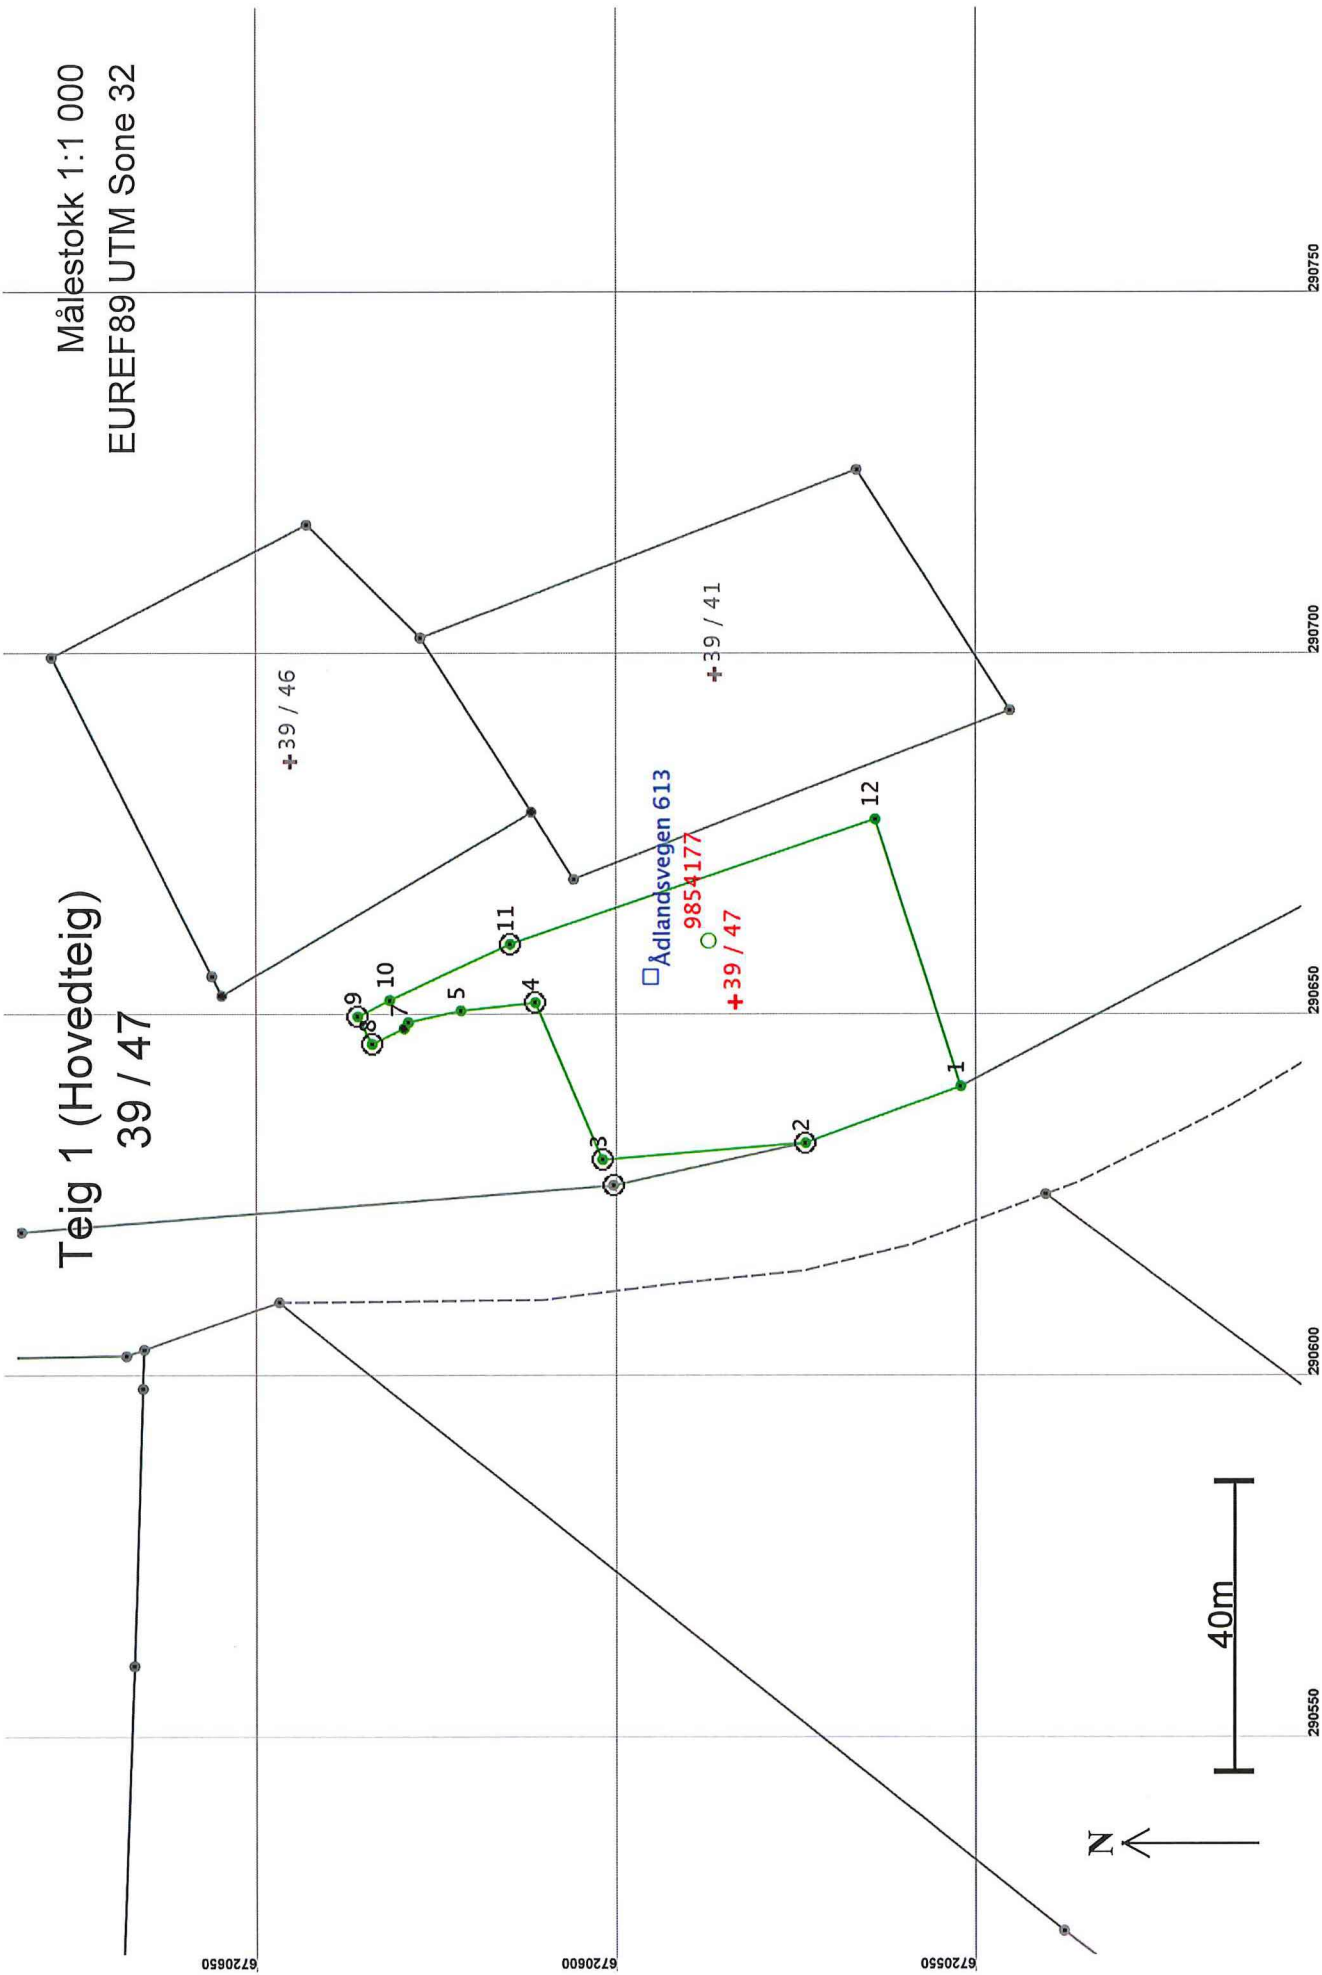 Teig 1 (Hovedteig)
39 / 47
Målestokk 1:1 000
EUREF89 UTM Sone 32
39 / 46
39 / 41
Ådlandsvegen 613
9854177
39 / 47
1
2
3
4
5
7
8
9
10
11
12
6720650
6720600
6720550
290550
290600
290650
290700
290750
N
40m